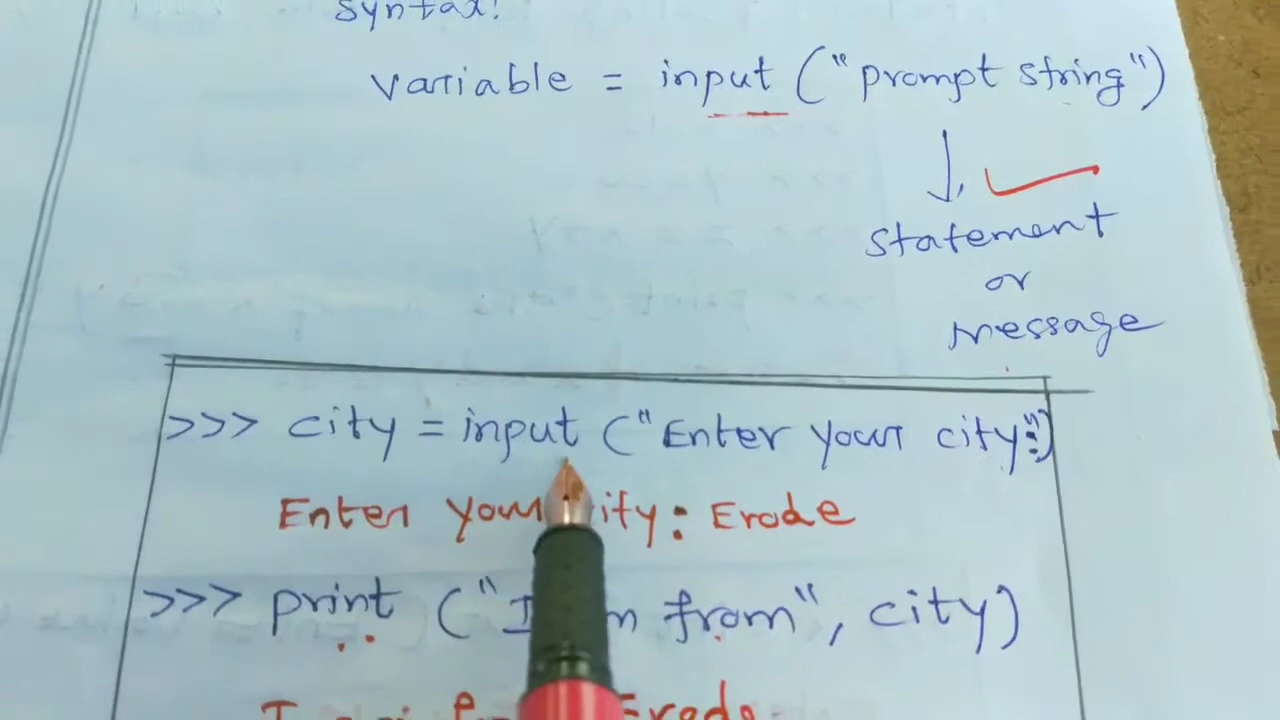 Syntax:
variable = input ("prompt string")
statement
or
message
>>> city = input ("Enter your city:")
Enter your city: Erode
>>> print ("I from", city)
I Erode